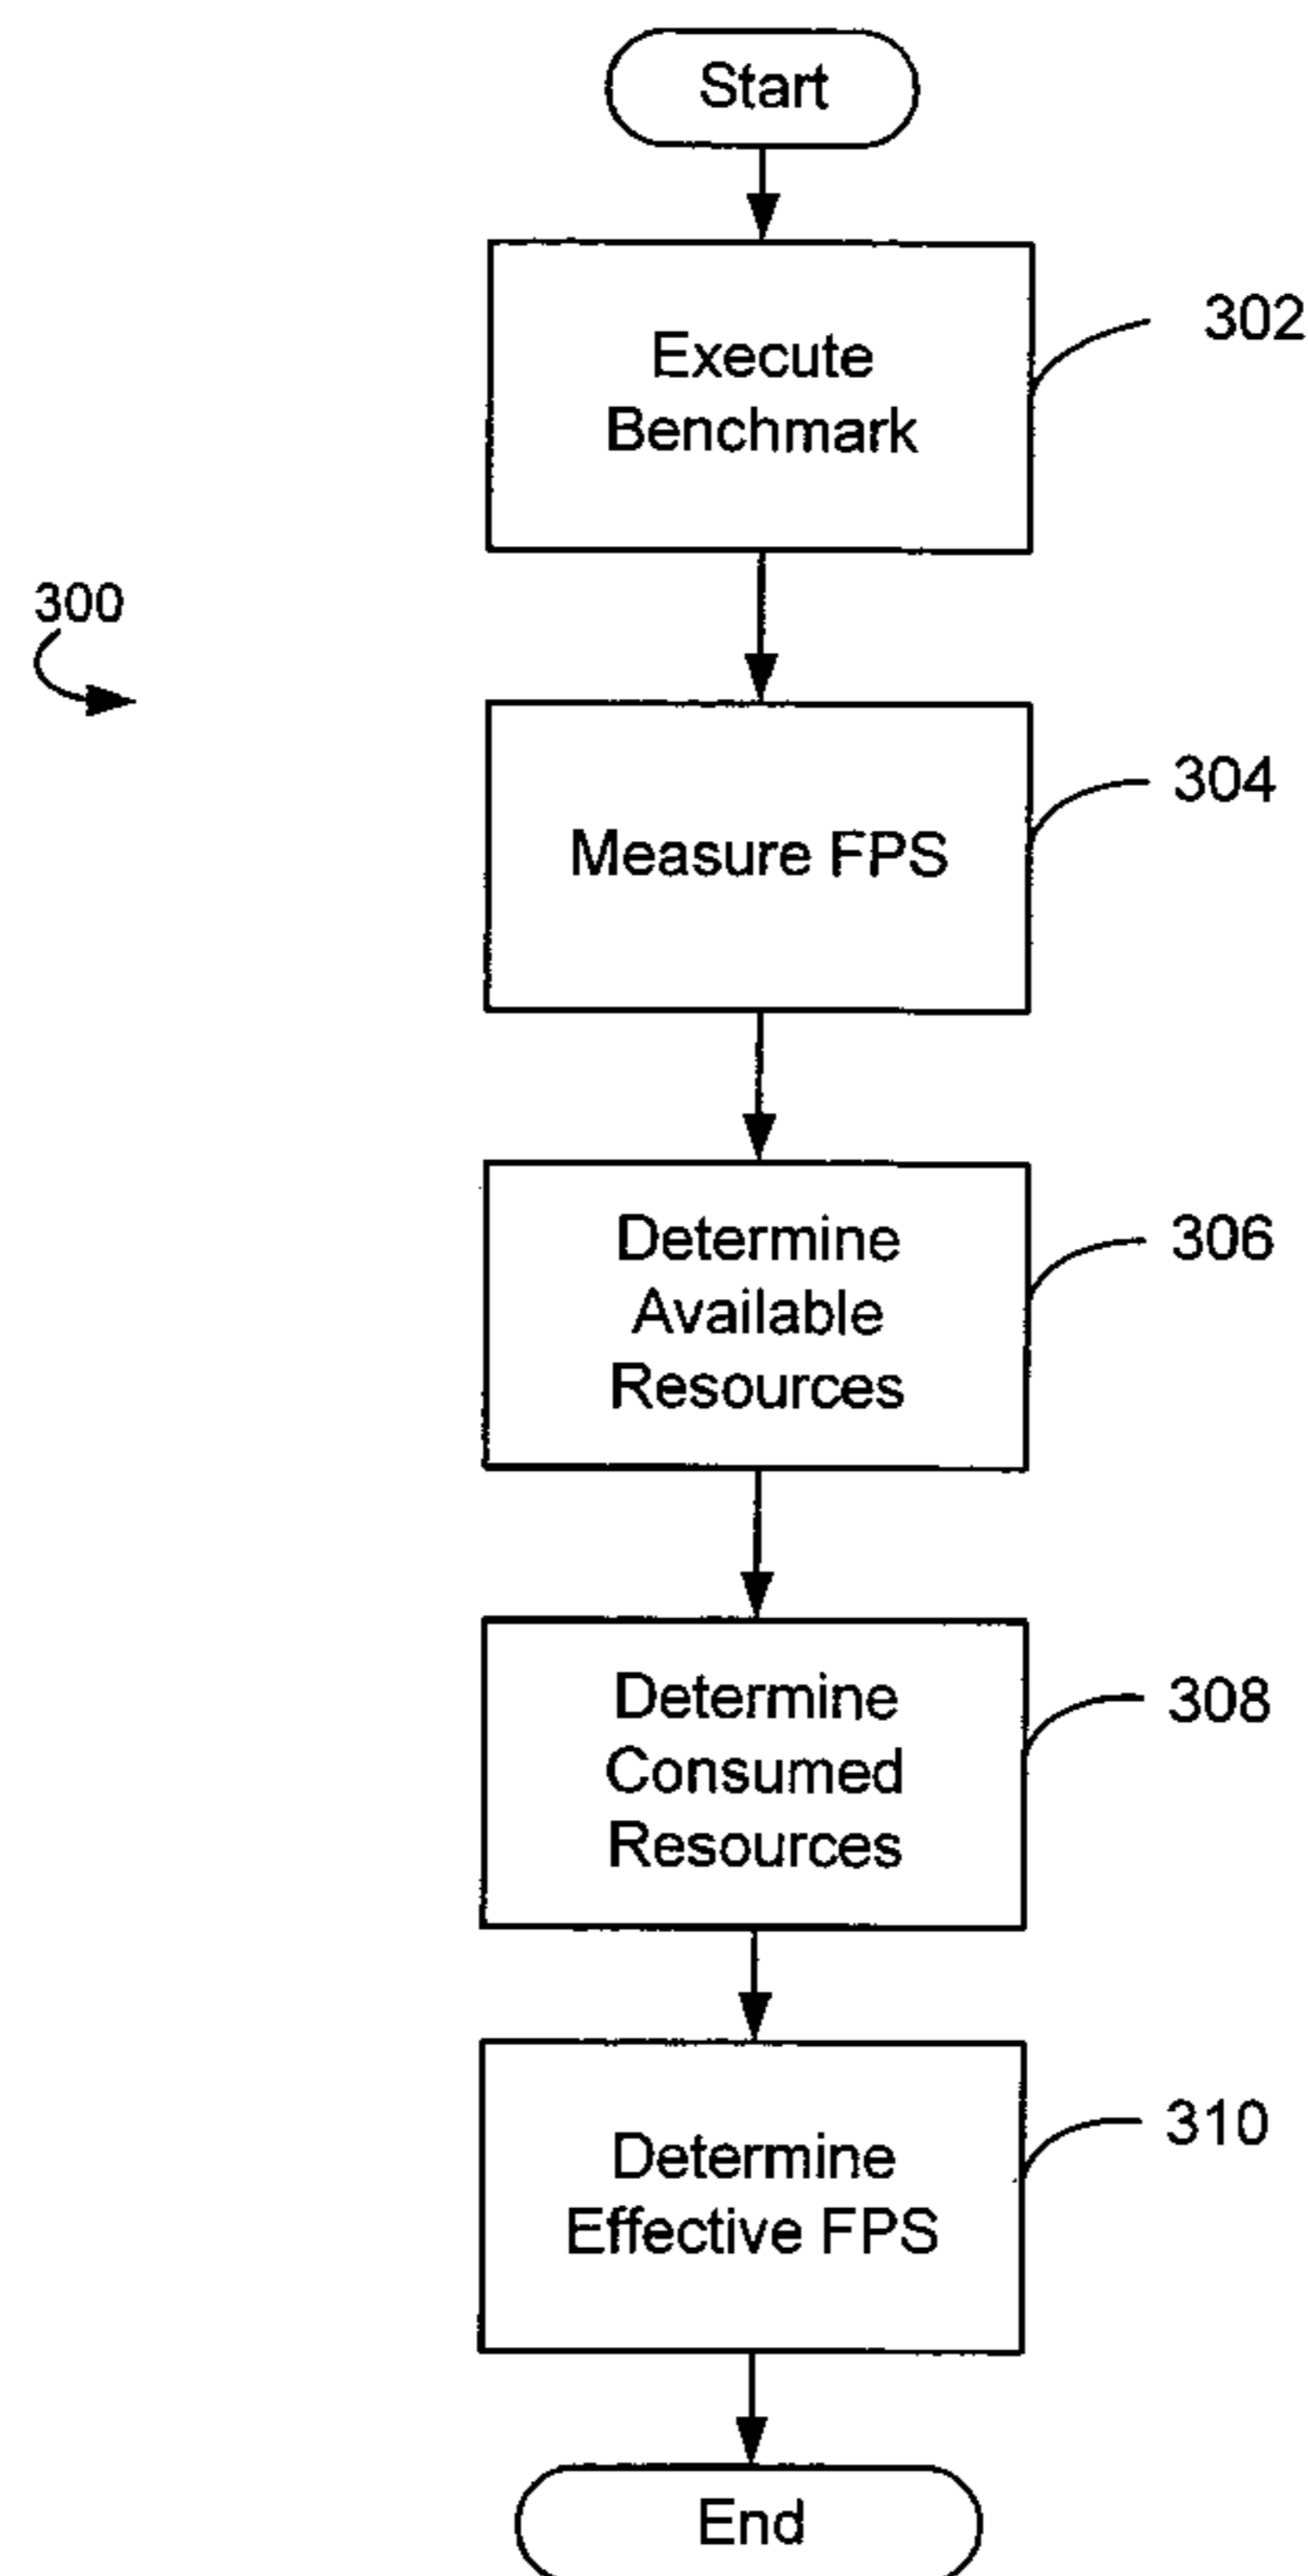 Start
Execute
Benchmark
302
300
Measure FPS
304
Determine
Available
Resources
306
Determine
Consumed
Resources
308
Determine
Effective FPS
310
End